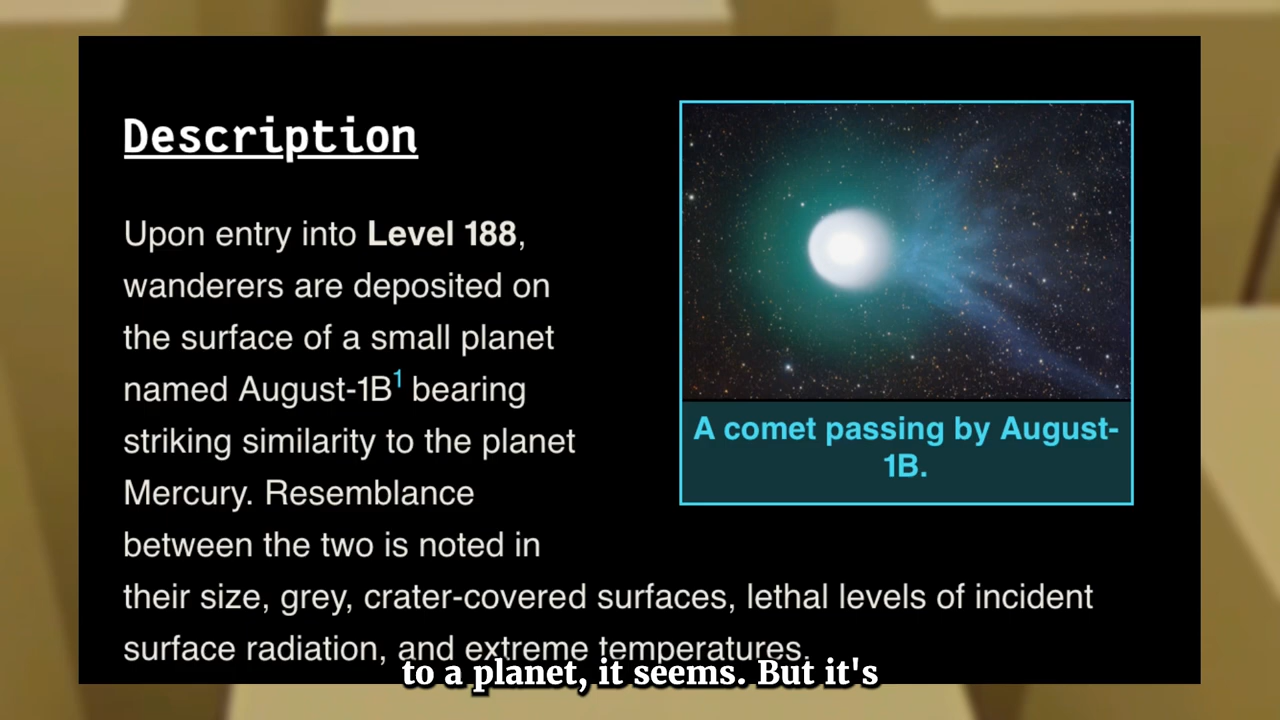 Description
Upon entry into Level 188,
wanderers are deposited on
the surface of a small planet
named August-1B1 bearing
striking similarity to the planet
Mercury. Resemblance
between the two is noted in
their size, grey, crater-covered surfaces, lethal levels of incident
surface radiation, and extreme temperatures.
A comet passing by August-
1B.
to a planet, it seems. But it's